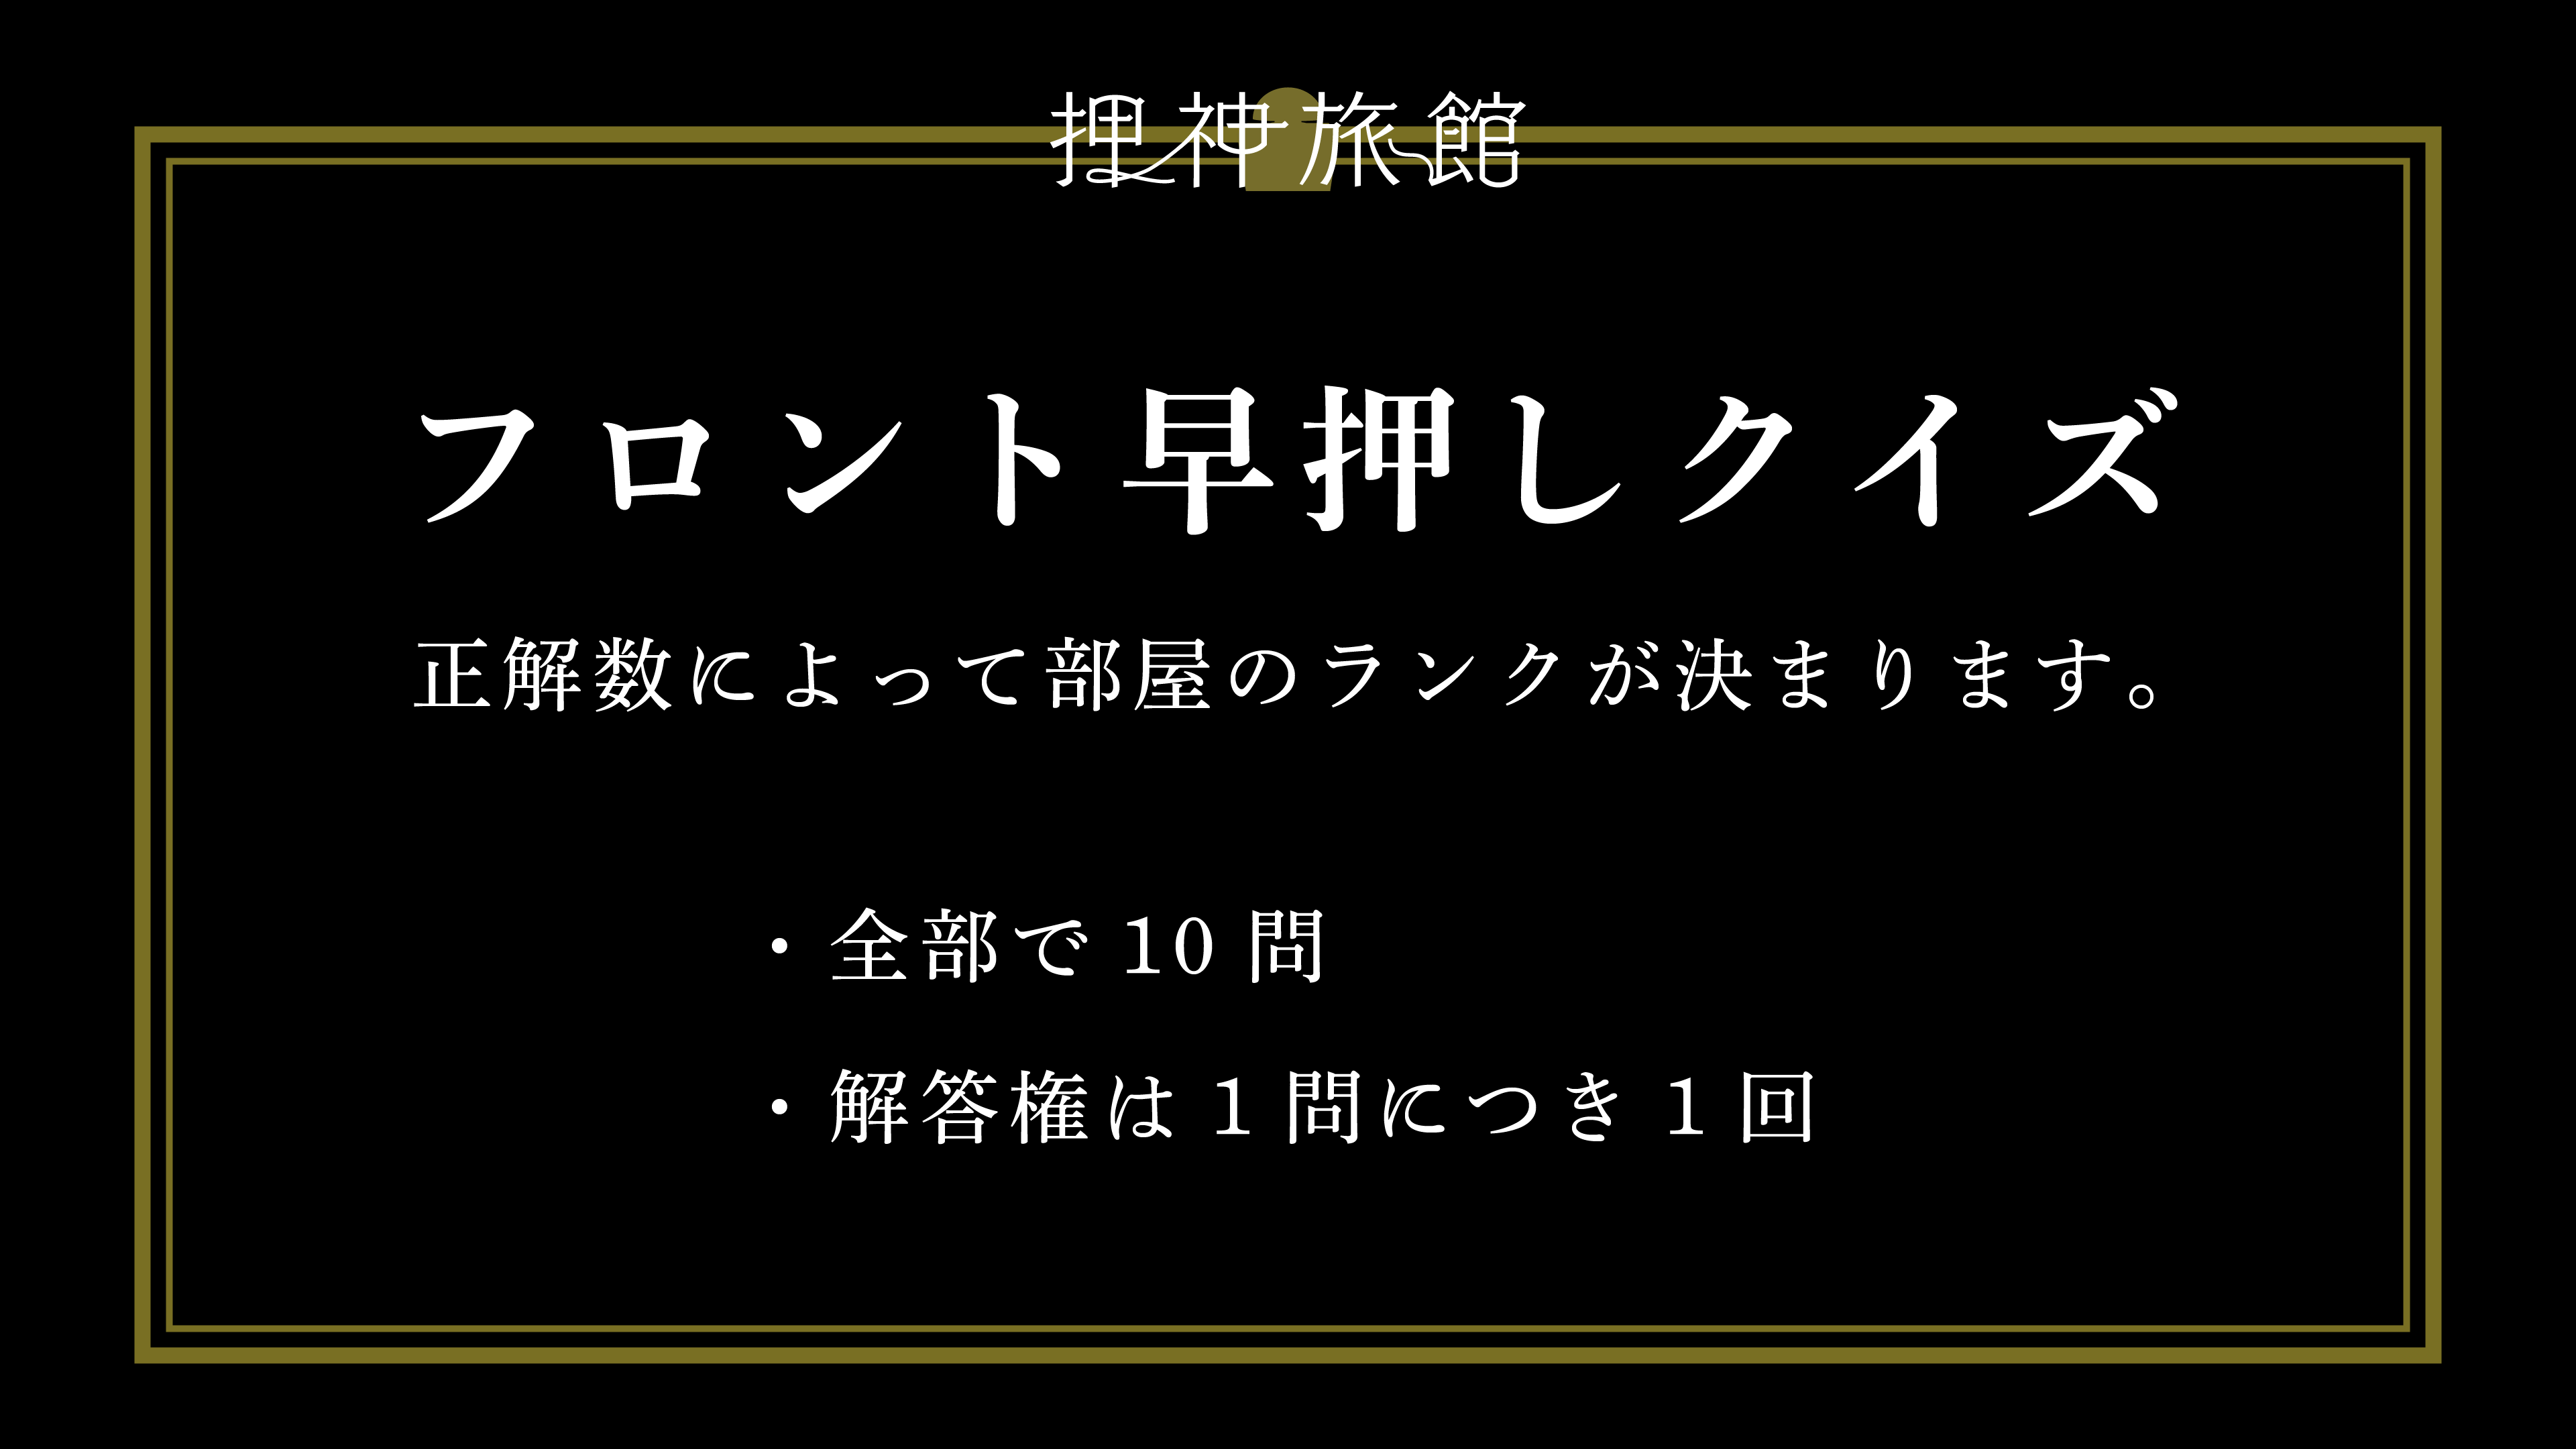 押神旅館
フロント早押しクイズ
正解数によって部屋のランクが決まります。
・全部で10問
・解答権は1問につき1回